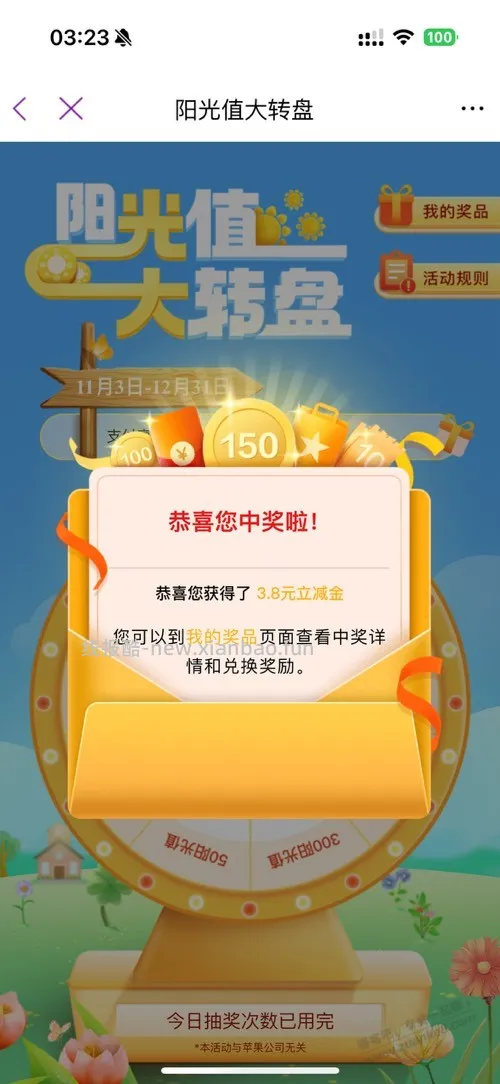 03:23
100
阳光值大转盘
阳光值
大转盘
我的奖品
活动规则
11月3日-12月31日
100
150
恭喜您中奖啦！
恭喜您获得了 3.8元立减金
您可以到我的奖品页面查看中奖详
情和兑换奖励。
new.xianbao.fun
50阳光值
300阳光值
今日抽奖次数已用完
*本活动与苹果公司无关